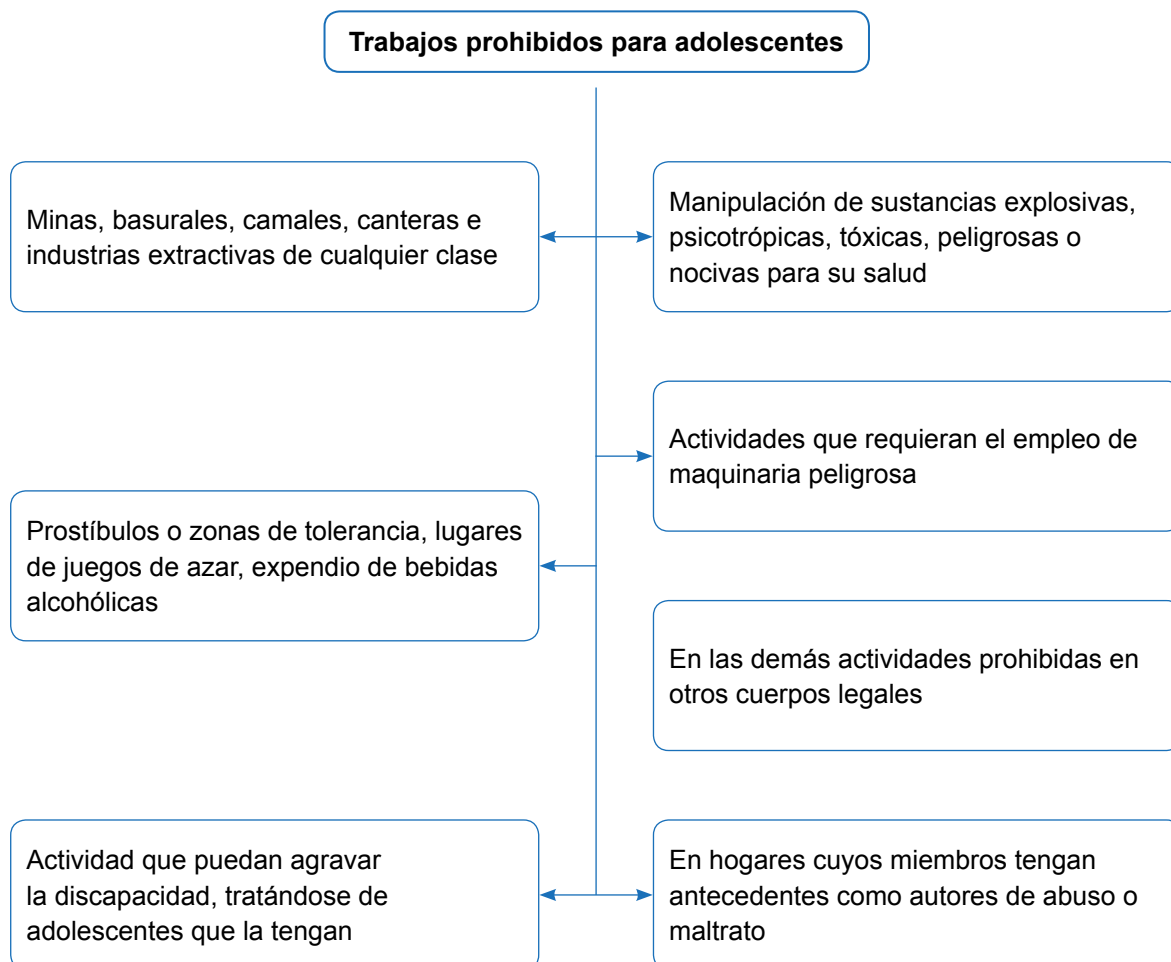 Trabajos prohibidos para adolescentes
Minas, basurales, camales, canteras e
industrias extractivas de cualquier clase
Manipulación de sustancias explosivas,
psicotrópicas, tóxicas, peligrosas o
nocivas para su salud
Actividades que requieran el empleo de
maquinaria peligrosa
Prostíbulos o zonas de tolerancia, lugares
de juegos de azar, expendio de bebidas
alcohólicas
En las demás actividades prohibidas en
otros cuerpos legales
Actividad que puedan agravar
la discapacidad, tratándose de
adolescentes que la tengan
En hogares cuyos miembros tengan
antecedentes como autores de abuso o
maltrato